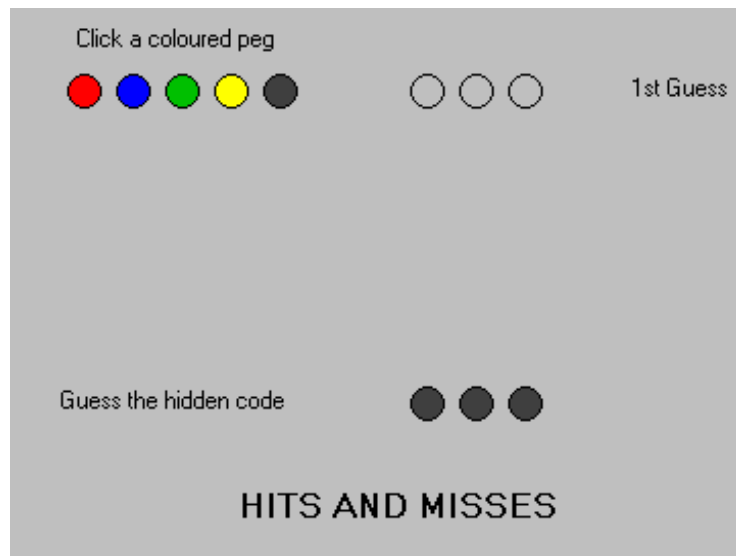 Click a coloured peg
1st Guess
Guess the hidden code
HITS AND MISSES